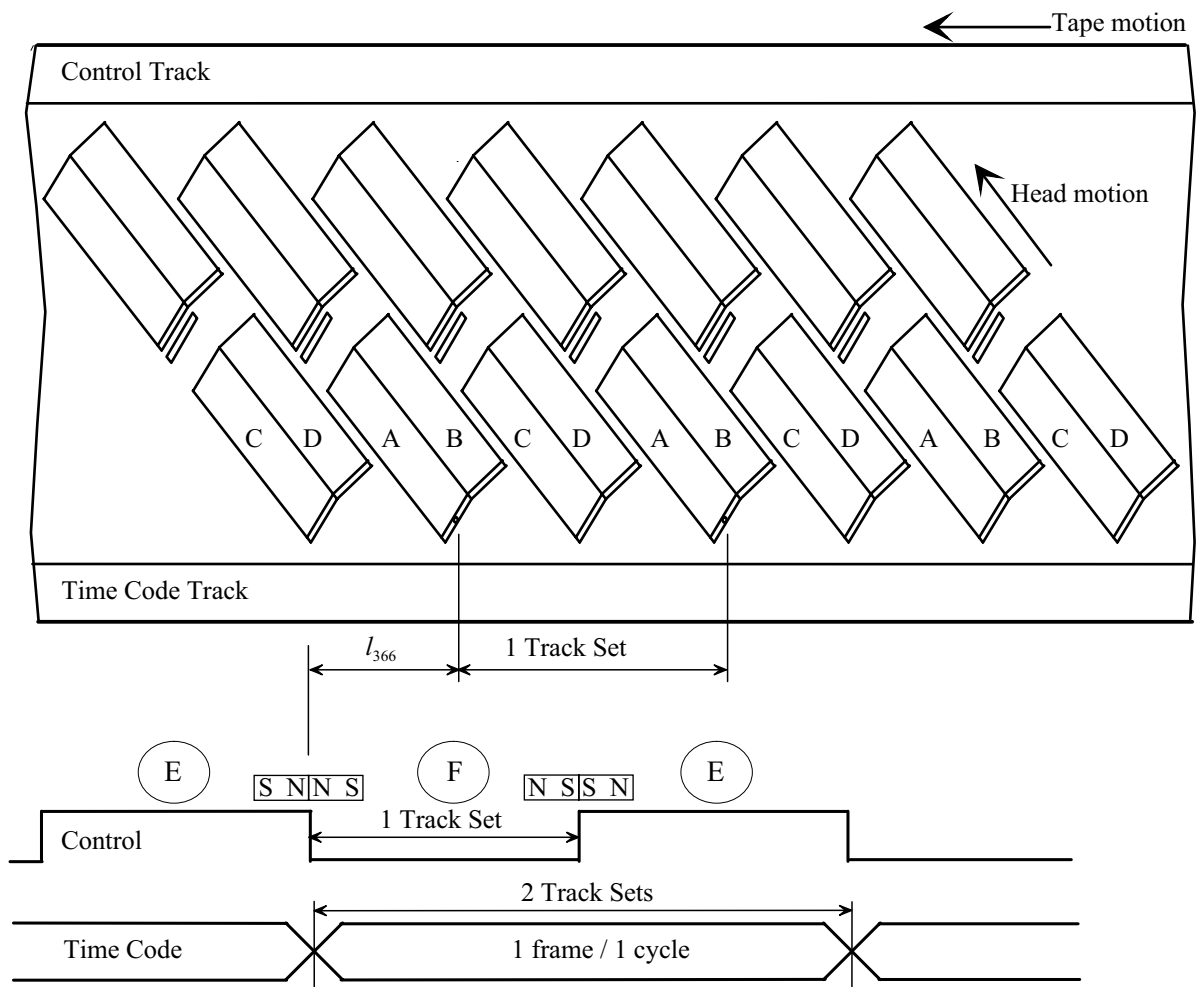 Tape motion
Control Track
Head motion
C D A B C D A B C D A B C D
Time Code Track
l366
1 Track Set
E
F
E
S N N S
N S S N
1 Track Set
Control
2 Track Sets
Time Code
1 frame / 1 cycle